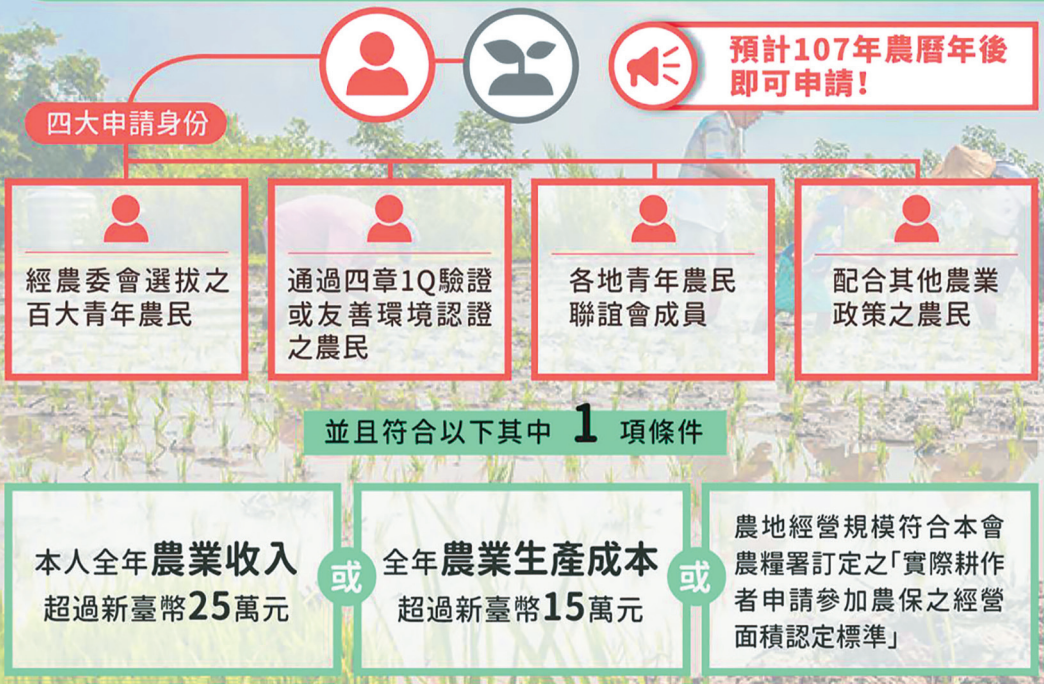 預計107年農曆年後
即可申請!
四大申請身份
經農委會選拔之
百大青年農民
通過四章1Q驗證
或友善環境認證
之農民
各地青年農民
聯誼會成員
配合其他農業
政策之農民
並且符合以下其中 1 項條件
本人全年農業收入
超過新臺幣25萬元
或
全年農業生產成本
超過新臺幣15萬元
或
農地經營規模符合本會
農糧署訂定之「實際耕作
者申請參加農保之經營
面積認定標準」